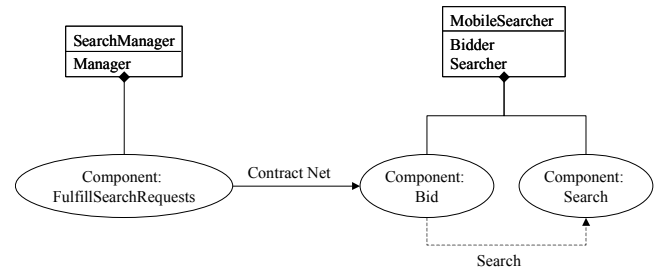 SearchManager
Manager
MobileSearcher
Bidder
Searcher
Component:
FulfillSearchRequests
Contract Net
Component:
Bid
Component:
Search
Search